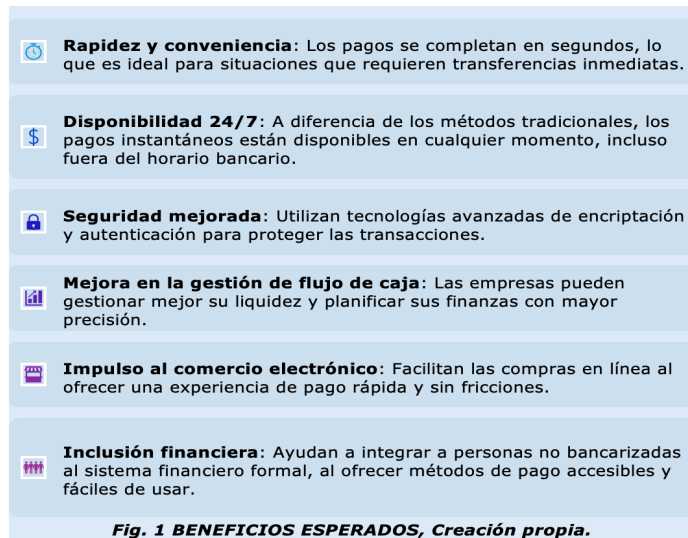 Rapidez y conveniencia: Los pagos se completan en segundos, lo
que es ideal para situaciones que requieren transferencias inmediatas.
Disponibilidad 24/7: A diferencia de los métodos tradicionales, los
pagos instantáneos están disponibles en cualquier momento, incluso
fuera del horario bancario.
Seguridad mejorada: Utilizan tecnologías avanzadas de encriptación
y autenticación para proteger las transacciones.
Mejora en la gestión de flujo de caja: Las empresas pueden
gestionar mejor su liquidez y planificar sus finanzas con mayor
precisión.
Impulso al comercio electrónico: Facilitan las compras en línea al
ofrecer una experiencia de pago rápida y sin fricciones.
Inclusión financiera: Ayudan a integrar a personas no bancarizadas
al sistema financiero formal, al ofrecer métodos de pago accesibles y
fáciles de usar.
Fig. 1 BENEFICIOS ESPERADOS, Creación propia.